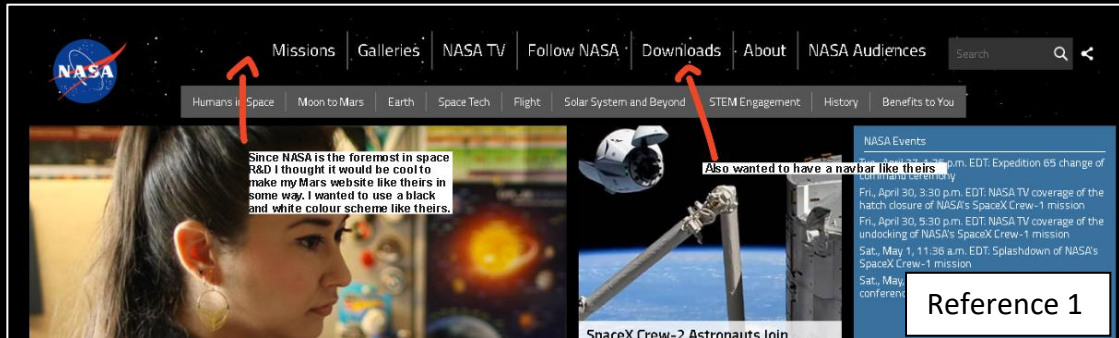 NASA
Missions Galleries NASA TV Follow NASA Downloads About NASA Audiences Search
Humans in Space Moon to Mars Earth Space Tech Flight Solar System and Beyond STEM Engagement History Benefits to You
Since NASA is the foremost in space
R&D I thought it would be cool to
make my Mars website like theirs in
some way. I wanted to use a black
and white colour scheme like theirs.
Also wanted to have a navbar like theirs
SpaceX Crew-2 Astronauts Join
NASA Events
p.m. EDT: Expedition 65 change of
command ceremony
Fri., April 30, 3:30 p.m. EDT: NASA TV coverage of the
hatch closure of NASA's SpaceX Crew-1 mission
Fri., April 30, 5:30 p.m. EDT: NASA TV coverage of the
undocking of NASA's SpaceX Crew-1 mission
Sat., May 1, 11:36 a.m. EDT: Splashdown of NASA's
SpaceX Crew-1 mission
Sat., May
Reference 1